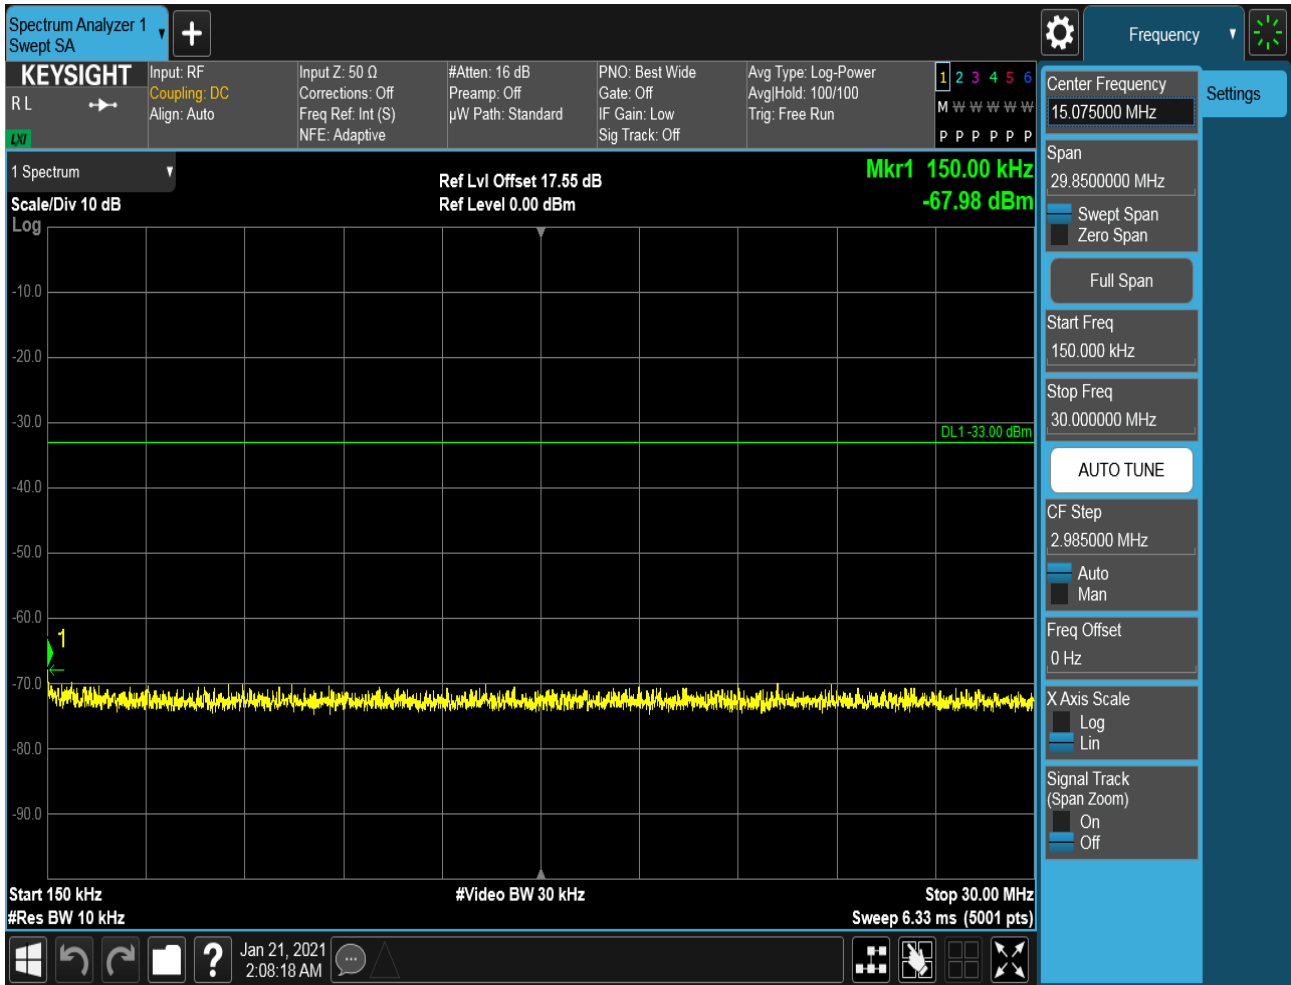 Spectrum Analyzer 1
Swept SA
Frequency
KEYSIGHT
R L
LXI
Input: RF
Coupling: DC
Align: Auto
Input Z: 50 Ω
Corrections: Off
Freq Ref: Int (S)
NFE: Adaptive
#Atten: 16 dB
Preamp: Off
µW Path: Standard
PNO: Best Wide
Gate: Off
IF Gain: Low
Sig Track: Off
Avg Type: Log-Power
Avg|Hold: 100/100
Trig: Free Run
1 2 3 4 5 6
M W W W W W
P P P P P P
1 Spectrum
Scale/Div 10 dB
Log
Ref Lvl Offset 17.55 dB
Ref Level 0.00 dBm
Mkr1 150.00 kHz
-67.98 dBm
-10.0
-20.0
-30.0
DL1 -33.00 dBm
-40.0
-50.0
-60.0
1
-70.0
-80.0
-90.0
Start 150 kHz
#Video BW 30 kHz
Stop 30.00 MHz
#Res BW 10 kHz
Sweep 6.33 ms (5001 pts)
Jan 21, 2021
2:08:18 AM
Center Frequency
15.075000 MHz
Settings
Span
29.8500000 MHz
Swept Span
Zero Span
Full Span
Start Freq
150.000 kHz
Stop Freq
30.000000 MHz
AUTO TUNE
CF Step
2.985000 MHz
Auto
Man
Freq Offset
0 Hz
X Axis Scale
Log
Lin
Signal Track
(Span Zoom)
On
Off